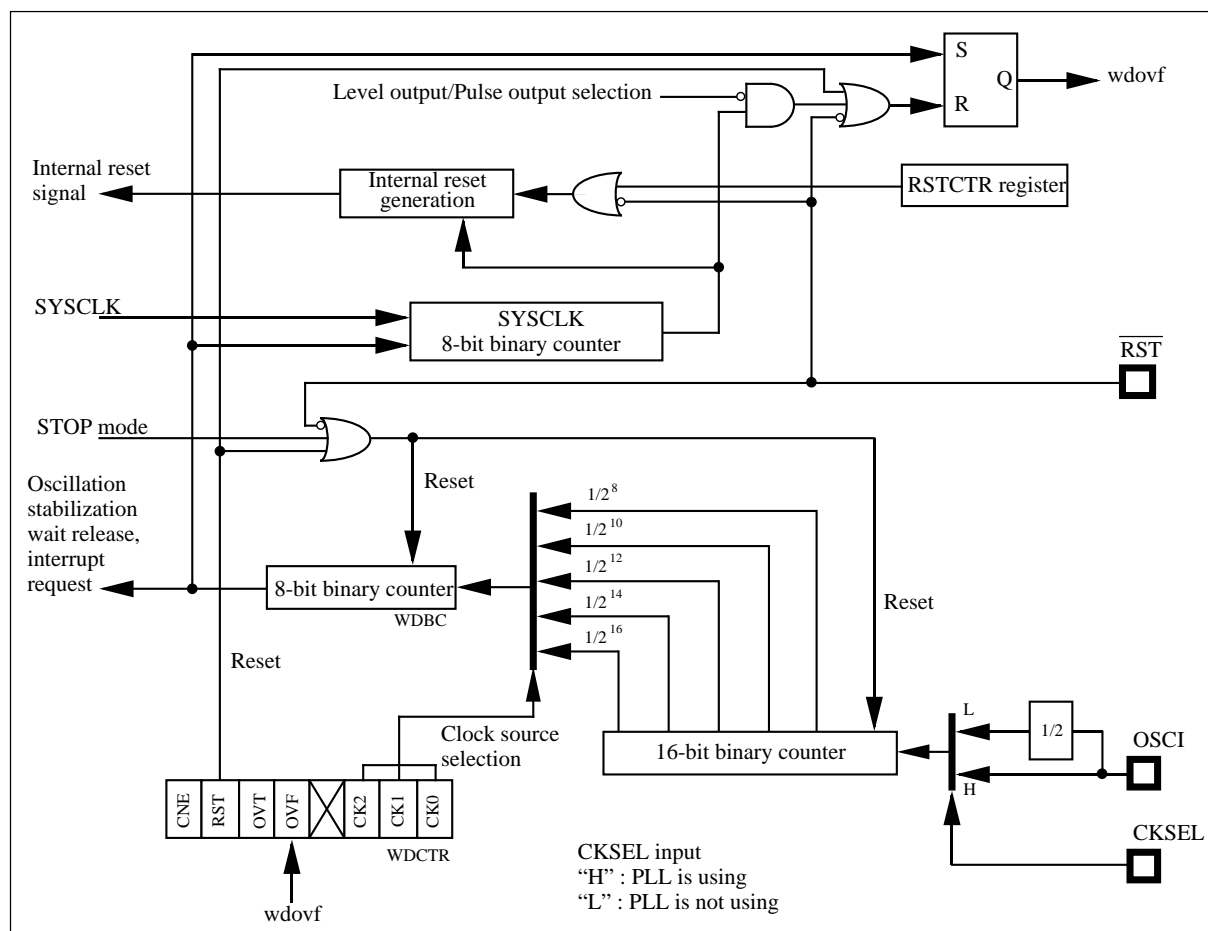 S
Q
R
wdovf
Level output/Pulse output selection
Internal reset
signal
Internal reset
generation
RSTCTR register
SYSCLK
SYSCLK
8-bit binary counter
RST
STOP mode
Reset
Oscillation
stabilization
wait release,
interrupt
request
1/2 8
1/2 10
1/2 12
1/2 14
1/2 16
8-bit binary counter
WDBC
Reset
Reset
Clock source
selection
16-bit binary counter
L
H
1/2
OSCI
CKSEL
CNE
RST
OVT
OVF
CK2
CK1
CK0
WDCTR
wdovf
CKSEL input
“H” : PLL is using
“L” : PLL is not using